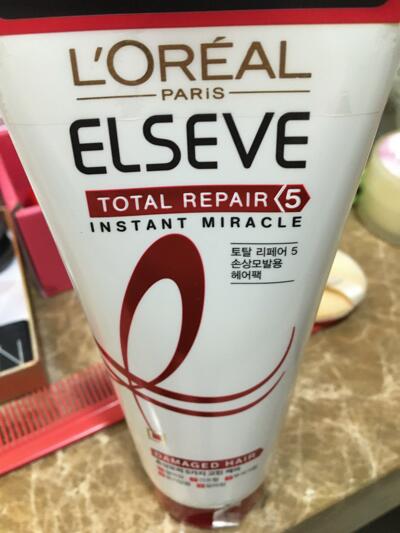 L'ORÉAL
PARIS
ELSEVE
TOTAL REPAIR 5
INSTANT MIRACLE
토탈 리페어 5
손상모발용
헤어팩
DAMAGED HAIR